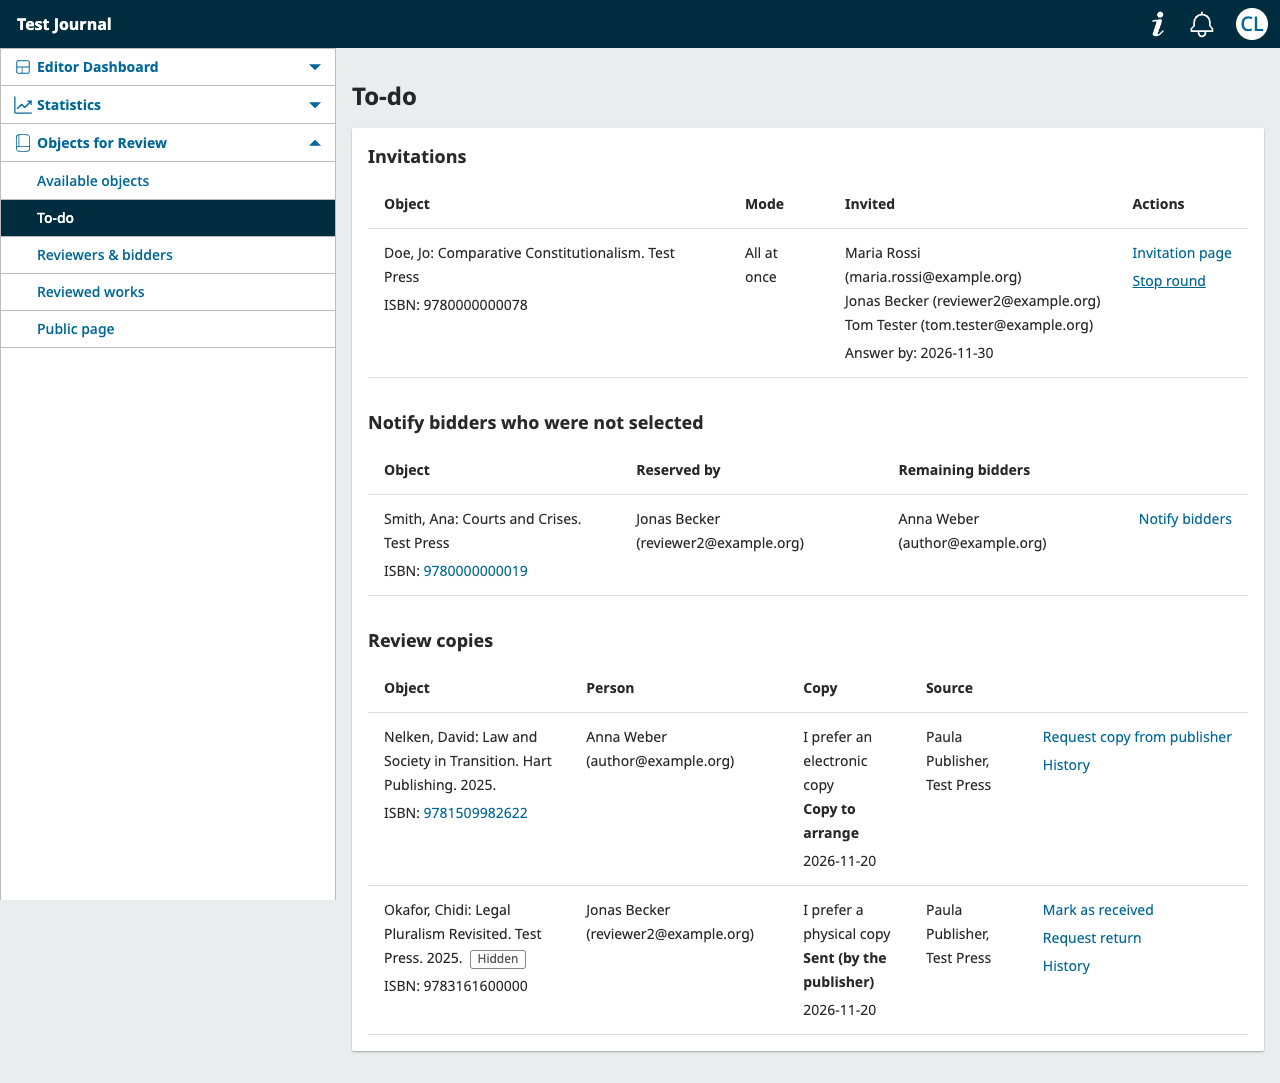 Test Journal
CL
Editor Dashboard
Statistics
Objects for Review
Available objects
To-do
Reviewers & bidders
Reviewed works
Public page
To-do
Invitations
Object Mode Invited Actions
Doe, Jo: Comparative Constitutionalism. Test
Press
ISBN: 9780000000078
All at
once
Maria Rossi
(maria.rossi@example.org)
Jonas Becker (reviewer2@example.org)
Tom Tester (tom.tester@example.org)
Answer by: 2026-11-30
Invitation page
Stop round
Notify bidders who were not selected
Object Reserved by Remaining bidders
Smith, Ana: Courts and Crises.
Test Press
ISBN: 9780000000019
Jonas Becker
(reviewer2@example.org)
Anna Weber
(author@example.org)
Notify bidders
Review copies
Object Person Copy Source
Nelken, David: Law and
Society in Transition. Hart
Publishing. 2025.
ISBN: 9781509982622
Anna Weber
(author@example.org)
I prefer an
electronic
copy
Copy to
arrange
2026-11-20
Paula
Publisher,
Test Press
Request copy from publisher
History
Okafor, Chidi: Legal
Pluralism Revisited. Test
Press. 2025. Hidden
ISBN: 9783161600000
Jonas Becker
(reviewer2@example.org)
I prefer a
physical copy
Sent (by the
publisher)
2026-11-20
Paula
Publisher,
Test Press
Mark as received
Request return
History